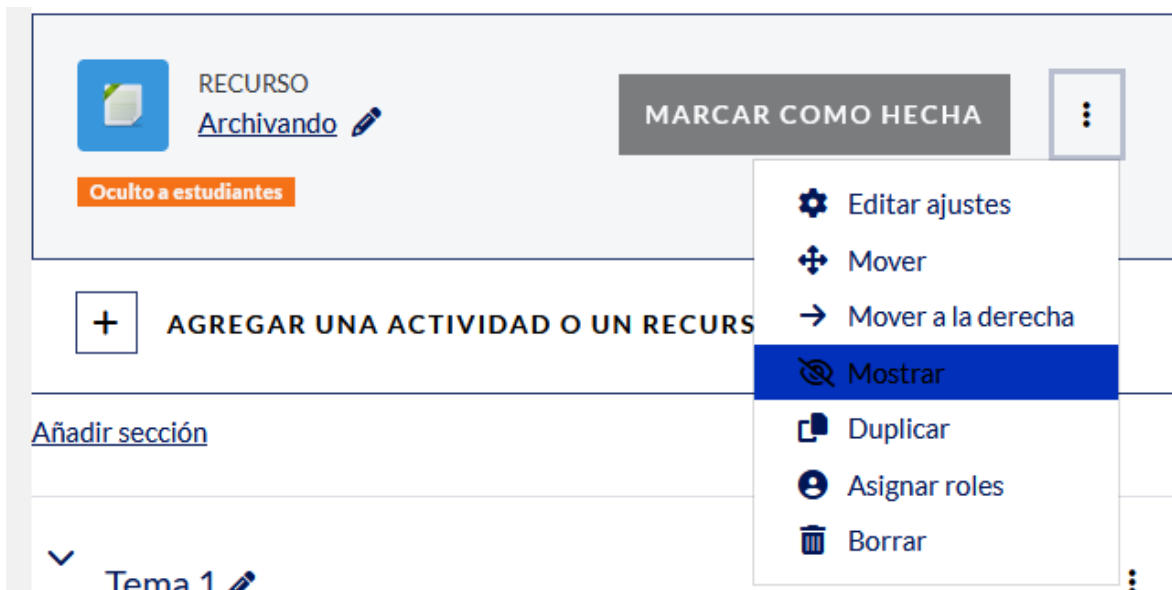 RECURSO
Archivando
MARCAR COMO HECHA
Oculto a estudiantes
Editar ajustes
Mover
Mover a la derecha
Mostrar
Duplicar
Asignar roles
Borrar
AGREGAR UNA ACTIVIDAD O UN RECURS
Añadir sección
Tema 1